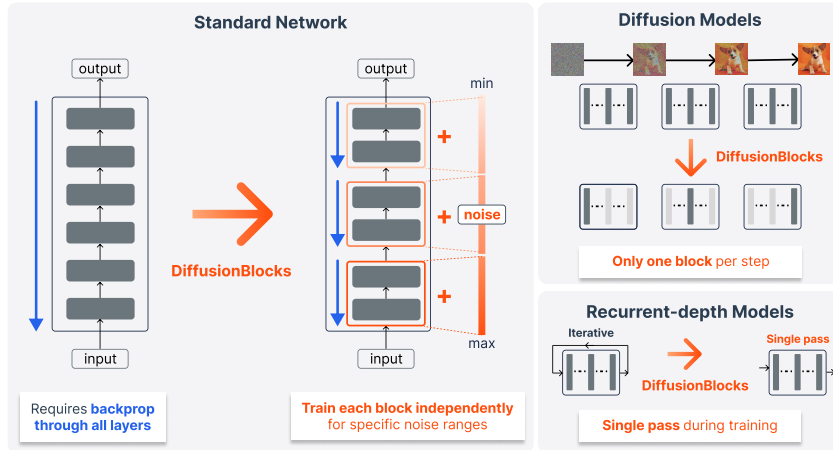 Standard Network
output
input
Requires backprop
through all layers
DiffusionBlocks
output
input
min
+
+
noise
+
max
Train each block independently
for specific noise ranges
Diffusion Models
DiffusionBlocks
Only one block per step
Recurrent-depth Models
Iterative
DiffusionBlocks
Single pass
Single pass during training